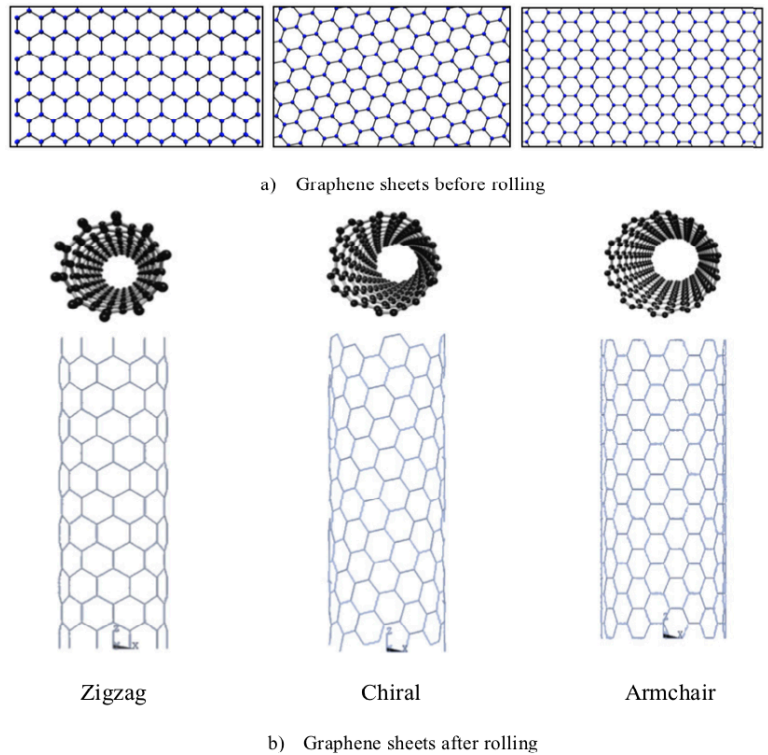 a) Graphene sheets before rolling
z
x
z
x
z
x
Zigzag Chiral Armchair
b) Graphene sheets after rolling